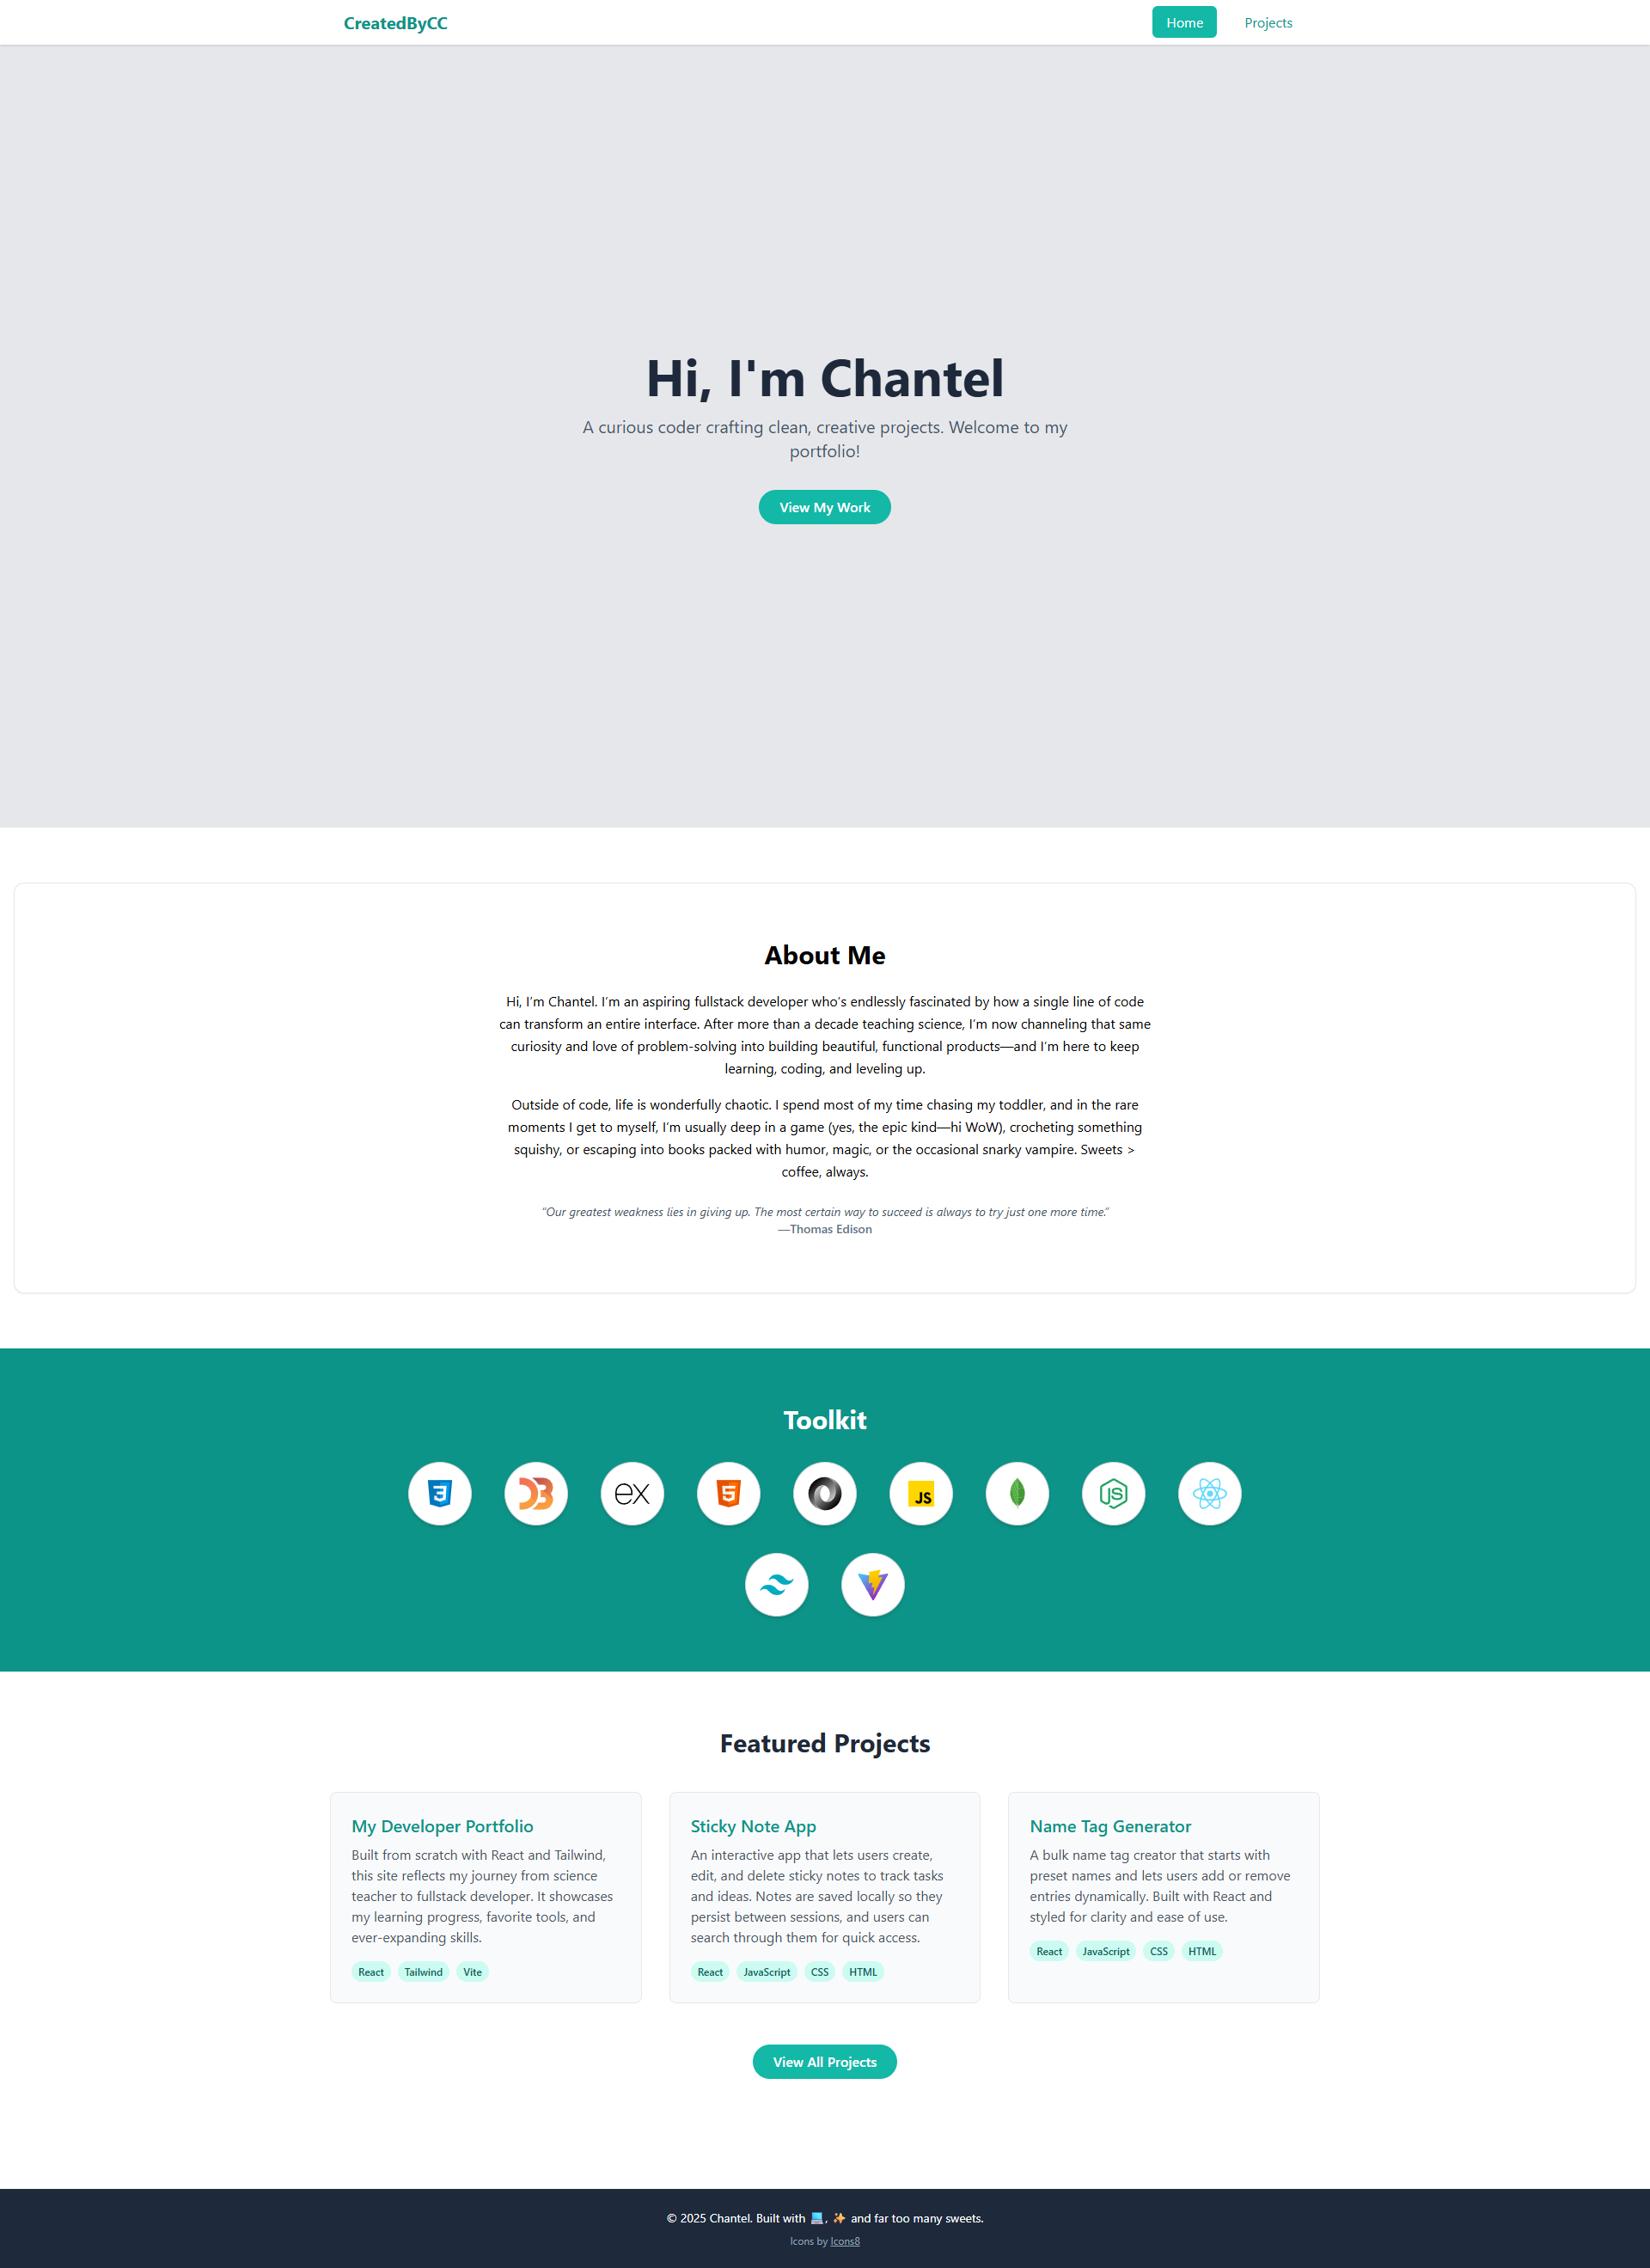 CreatedByCC
Home
Projects
Hi, I'm Chantel
A curious coder crafting clean, creative projects. Welcome to my
portfolio!
View My Work
About Me
Hi, I’m Chantel. I’m an aspiring fullstack developer who’s endlessly fascinated by how a single line of code
can transform an entire interface. After more than a decade teaching science, I’m now channeling that same
curiosity and love of problem-solving into building beautiful, functional products—and I’m here to keep
learning, coding, and leveling up.
Outside of code, life is wonderfully chaotic. I spend most of my time chasing my toddler, and in the rare
moments I get to myself, I’m usually deep in a game (yes, the epic kind—hi WoW), crocheting something
squishy, or escaping into books packed with humor, magic, or the occasional snarky vampire. Sweets >
coffee, always.
“Our greatest weakness lies in giving up. The most certain way to succeed is always to try just one more time.”
—Thomas Edison
Toolkit
3
D3
ex
5
JS
JS
Featured Projects
My Developer Portfolio
Built from scratch with React and Tailwind,
this site reflects my journey from science
teacher to fullstack developer. It showcases
my learning progress, favorite tools, and
ever-expanding skills.
React
Tailwind
Vite
Sticky Note App
An interactive app that lets users create,
edit, and delete sticky notes to track tasks
and ideas. Notes are saved locally so they
persist between sessions, and users can
search through them for quick access.
React
JavaScript
CSS
HTML
Name Tag Generator
A bulk name tag creator that starts with
preset names and lets users add or remove
entries dynamically. Built with React and
styled for clarity and ease of use.
React
JavaScript
CSS
HTML
View All Projects
© 2025 Chantel. Built with 💻, ✨ and far too many sweets.
Icons by Icons8